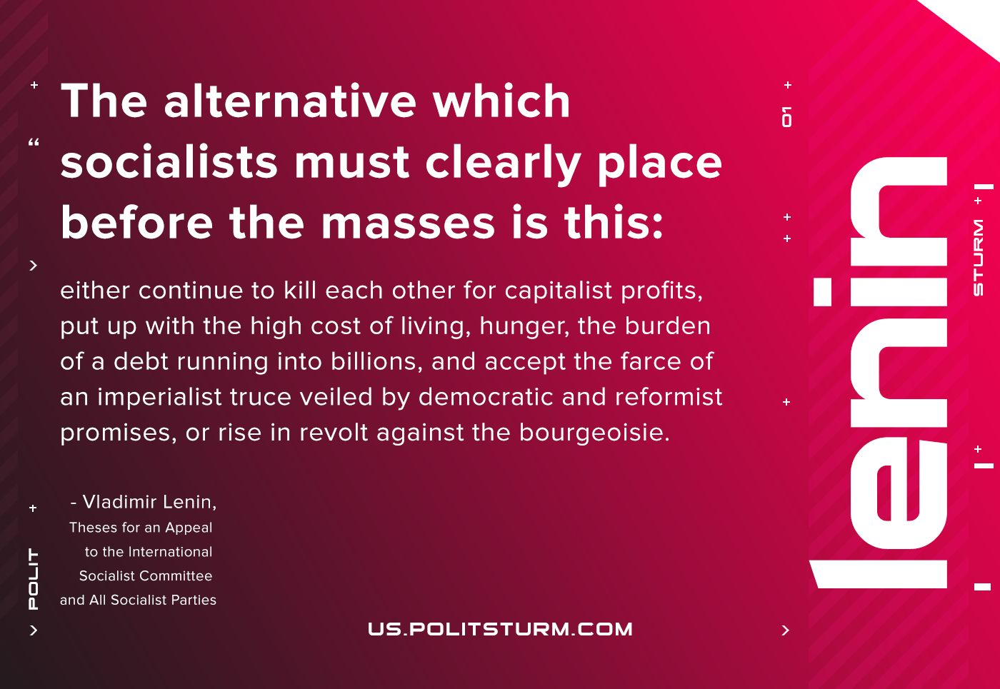 “
The alternative which
socialists must clearly place
before the masses is this:
either continue to kill each other for capitalist profits,
put up with the high cost of living, hunger, the burden
of a debt running into billions, and accept the farce of
an imperialist truce veiled by democratic and reformist
promises, or rise in revolt against the bourgeoisie.
- Vladimir Lenin,
Theses for an Appeal
to the International
Socialist Committee
and All Socialist Parties
POLIT
US.POLITSTURM.COM
01
lenin
STURM